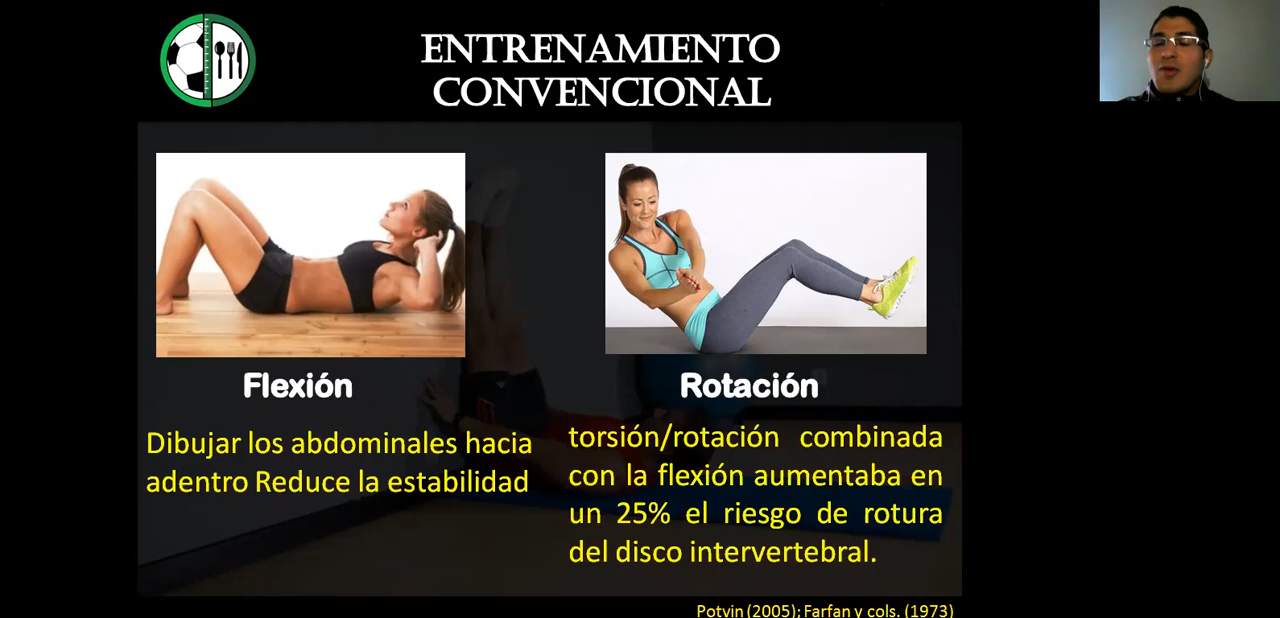 ENTRENAMIENTO
CONVENCIONAL
Flexión
Dibujar los abdominales hacia
adentro Reduce la estabilidad
Rotación
torsión/rotación combinada
con la flexión aumentaba en
un 25% el riesgo de rotura
del disco intervertebral.
Potvin (2005); Farfan y cols. (1973)